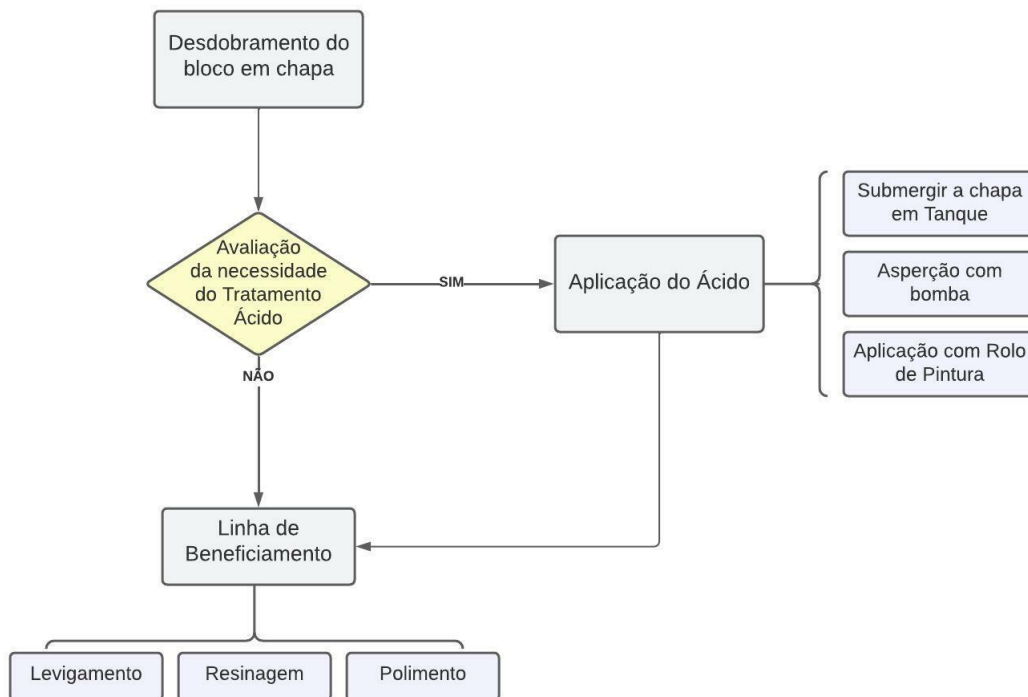 Desdobramento do
bloco em chapa
Avaliação
da necessidade
do Tratamento
Ácido
SIM
Aplicação do Ácido
Submergir a chapa
em Tanque
Asperção com
bomba
Aplicação com Rolo
de Pintura
NÃO
Linha de
Beneficiamento
Levigamento
Resinagem
Polimento